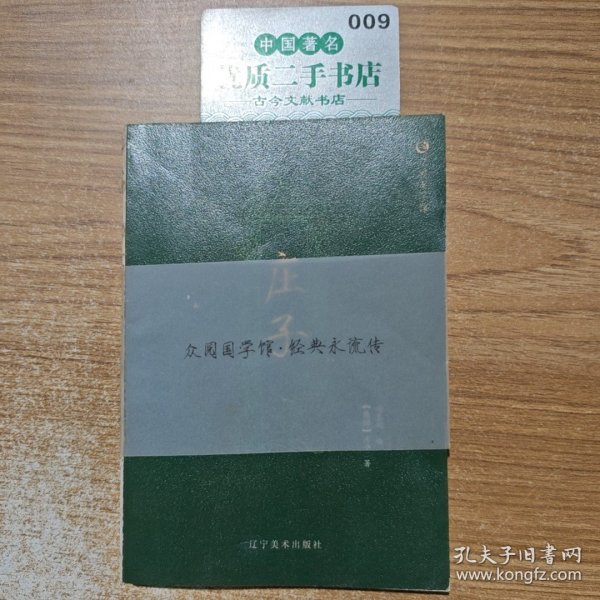 009
中国著名
优质二手书店
古今文献书店
庄子
众阅国学馆·经典永流传
著
辽宁美术出版社
孔夫子旧书网
www.kongfz.com